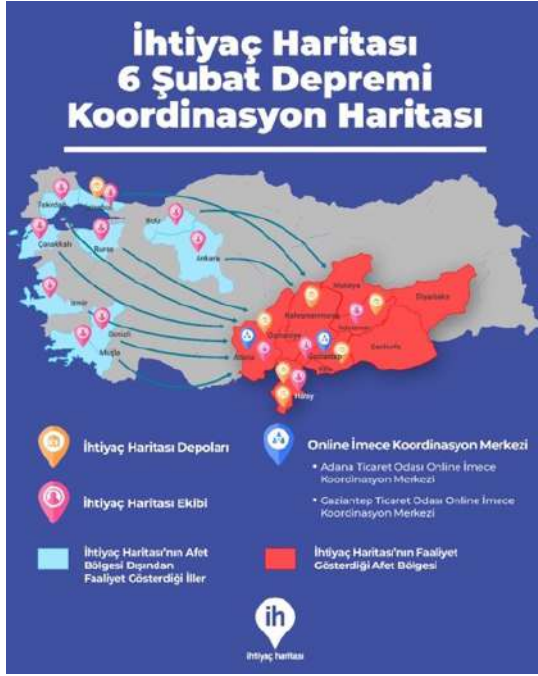 İhtiyaç Haritası
6 Şubat Depremi
Koordinasyon Haritası
Tekirdağ
Bolu
Çanakkale
Bursa
Ankara
İzmir
Denizli
Muğla
Malatya
Diyarbakır
Kahramanmaraş
Osmaniye
Adana
Gaziantep
Şanlıurfa
Kilis
Hatay
İhtiyaç Haritası Depoları
İhtiyaç Haritası Ekibi
Online İmece Koordinasyon Merkezi
• Adana Ticaret Odası Online İmece
Koordinasyon Merkezi
• Gaziantep Ticaret Odası Online İmece
Koordinasyon Merkezi
İhtiyaç Haritası'nın Afet
Bölgesi Dışından
Faaliyet Gösterdiği İller
İhtiyaç Haritası'nın Faaliyet
Gösterdiği Afet Bölgesi
ih
ihtiyaç haritası